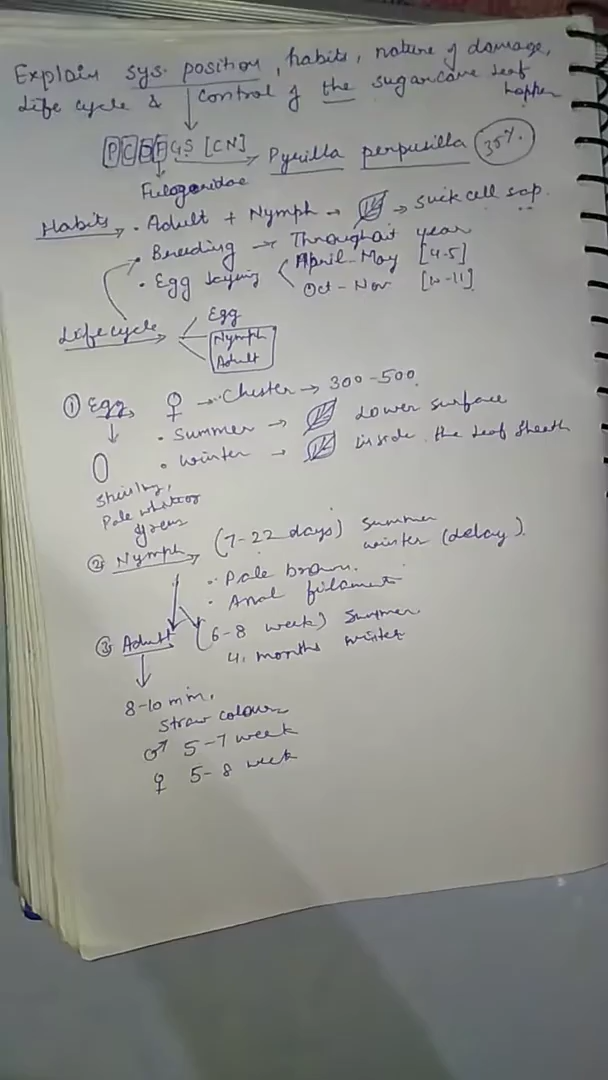 Explain sys. position, habits, nature of damage,
Life cycle & control of the sugarcane leaf
hopper
PCOFGS [CN] → Pyrilla perpusilla 35%
Fulogoridae
Habits → • Adult + Nymph → → Suck cell sap.
• Breeding → Throughout year
• Egg laying April-May [4-5]
Oct-Nov [10-11]
Life cycle → Egg
Nymph
Adult
① Egg → ♀ → Cluster → 300-500
• Summer → Lower surface
• winter → inside the leaf sheath
Pale whitish
green
② Nymph → (7-22 days) Summer
winter (delay).
• Pale brown.
• Anal filament
③ Adult (6-8 week) Summer
4. months winter
8-10 mm,
Straw colour
♂ 5-7 week
♀ 5-8 week